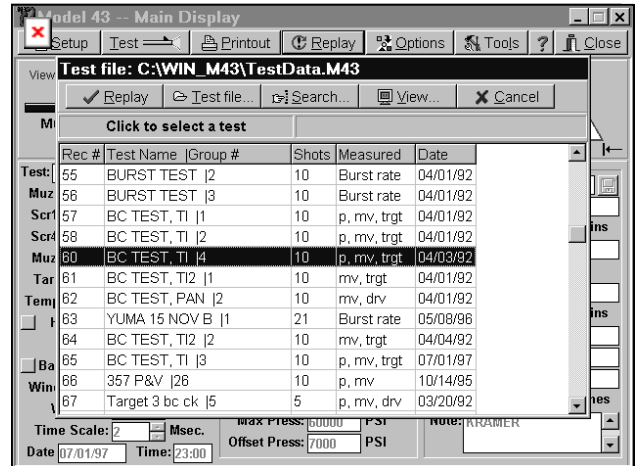 Model 43 -- Main Display
Setup Test Printout Replay Options Tools ? Close
View
Test file: C:\WIN_M43\TestData.M43
Replay Test file... Search... View... Cancel
Click to select a test
Rec # Test Name |Group # Shots Measured Date
55 BURST TEST |2 10 Burst rate 04/01/92
56 BURST TEST |3 10 Burst rate 04/01/92
57 BC TEST, TI |1 10 p, mv, trgt 04/01/92
58 BC TEST, TI |2 10 p, mv, trgt 04/01/92
60 BC TEST, TI |4 10 p, mv, trgt 04/03/92
61 BC TEST, TI2 |1 10 mv, trgt 04/01/92
62 BC TEST, PAN |2 10 mv, drv 04/01/92
63 YUMA 15 NOV B |1 21 Burst rate 05/08/96
64 BC TEST, TI2 |2 10 mv, trgt 04/04/92
65 BC TEST, TI |3 10 p, mv, trgt 07/01/97
66 357 P&V |26 10 p, mv 10/14/95
67 Target 3 bc ck |5 5 p, mv, drv 03/20/92
Test:
Muz
Scr1
Scr4
Muz
Tar
Temp
Ba
Win
ins
ins
nes
Time Scale: 2 Msec. Max Press: 60000 PSI Note: KRAMER
Date 07/01/97 Time: 23:00 Offset Press: 7000 PSI